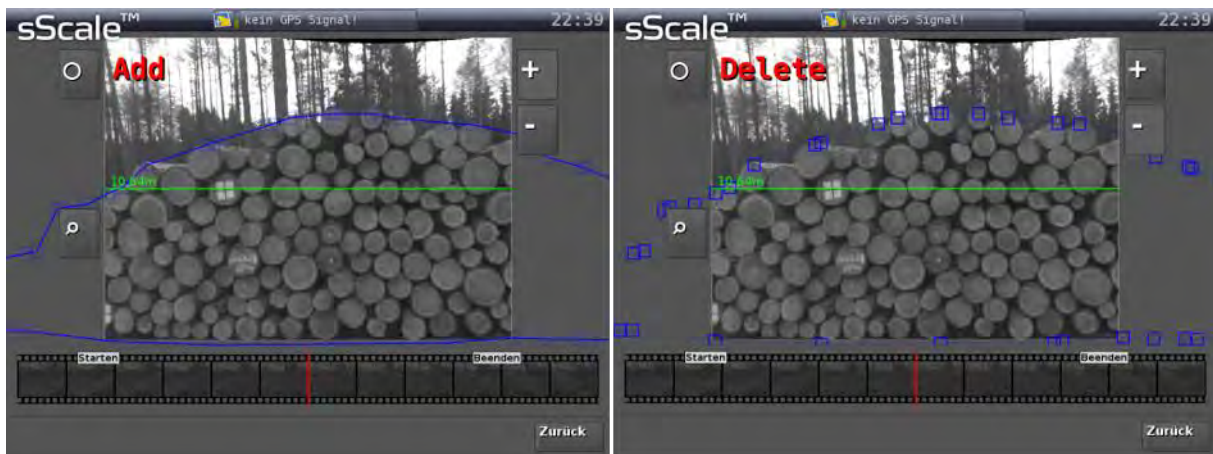 sScale™
kein GPS Signal!
22:39
Add
+
-
10,64m
Starten
Beenden
Zurück
sScale™
kein GPS Signal!
22:39
Delete
+
-
10,64m
Starten
Beenden
Zurück